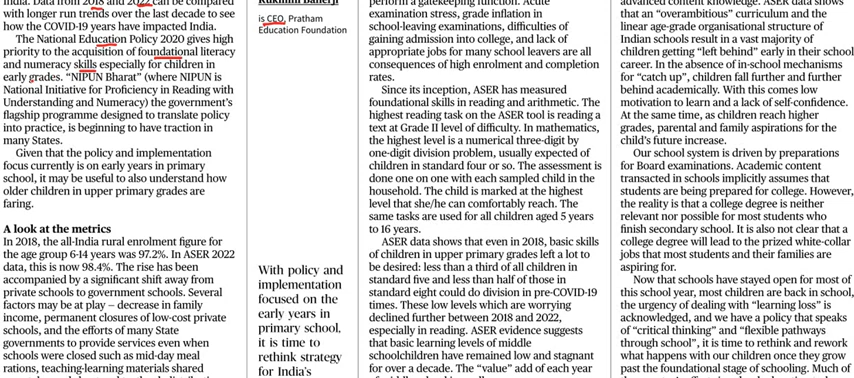 India. Data from 2018 and 2022 can be compared
with longer run trends over the last decade to see
how the COVID-19 years have impacted India.
The National Education Policy 2020 gives high
priority to the acquisition of foundational literacy
and numeracy skills especially for children in
early grades. “NIPUN Bharat” (where NIPUN is
National Initiative for Proficiency in Reading with
Understanding and Numeracy) the government’s
flagship programme designed to translate policy
into practice, is beginning to have traction in
many States.
Given that the policy and implementation
focus currently is on early years in primary
school, it may be useful to also understand how
older children in upper primary grades are
faring.
A look at the metrics
In 2018, the all-India rural enrolment figure for
the age group 6-14 years was 97.2%. In ASER 2022
data, this is now 98.4%. The rise has been
accompanied by a significant shift away from
private schools to government schools. Several
factors may be at play — decrease in family
income, permanent closures of low-cost private
schools, and the efforts of many State
governments to provide services even when
schools were closed such as mid-day meal
rations, teaching-learning materials shared
Rukmini Banerji
is CEO, Pratham
Education Foundation
With policy and
implementation
focused on the
early years in
primary school,
it is time to
rethink strategy
for India’s
perform a gatekeeping function. Acute
examination stress, grade inflation in
school-leaving examinations, difficulties of
gaining admission into college, and lack of
appropriate jobs for many school leavers are all
consequences of high enrolment and completion
rates.
Since its inception, ASER has measured
foundational skills in reading and arithmetic. The
highest reading task on the ASER tool is reading a
text at Grade II level of difficulty. In mathematics,
the highest level is a numerical three-digit by
one-digit division problem, usually expected of
children in standard four or so. The assessment is
done one on one with each sampled child in the
household. The child is marked at the highest
level that she/he can comfortably reach. The
same tasks are used for all children aged 5 years
to 16 years.
ASER data shows that even in 2018, basic skills
of children in upper primary grades left a lot to
be desired: less than a third of all children in
standard five and less than half of those in
standard eight could do division in pre-COVID-19
times. These low levels which are worrying
declined further between 2018 and 2022,
especially in reading. ASER evidence suggests
that basic learning levels of middle
schoolchildren have remained low and stagnant
for over a decade. The “value” add of each year
advanced content knowledge. ASER data shows
that an “overambitious” curriculum and the
linear age-grade organisational structure of
Indian schools result in a vast majority of
children getting “left behind” early in their school
career. In the absence of in-school mechanisms
for “catch up”, children fall further and further
behind academically. With this comes low
motivation to learn and a lack of self-confidence.
At the same time, as children reach higher
grades, parental and family aspirations for the
child’s future increase.
Our school system is driven by preparations
for Board examinations. Academic content
transacted in schools implicitly assumes that
students are being prepared for college. However,
the reality is that a college degree is neither
relevant nor possible for most students who
finish secondary school. It is also not clear that a
college degree will lead to the prized white-collar
jobs that most students and their families are
aspiring for.
Now that schools have stayed open for most of
this school year, most children are back in school,
the urgency of dealing with “learning loss” is
acknowledged, and we have a policy that speaks
of “critical thinking” and “flexible pathways
through school”, it is time to rethink and rework
what happens with our children once they grow
past the foundational stage of schooling. Much of